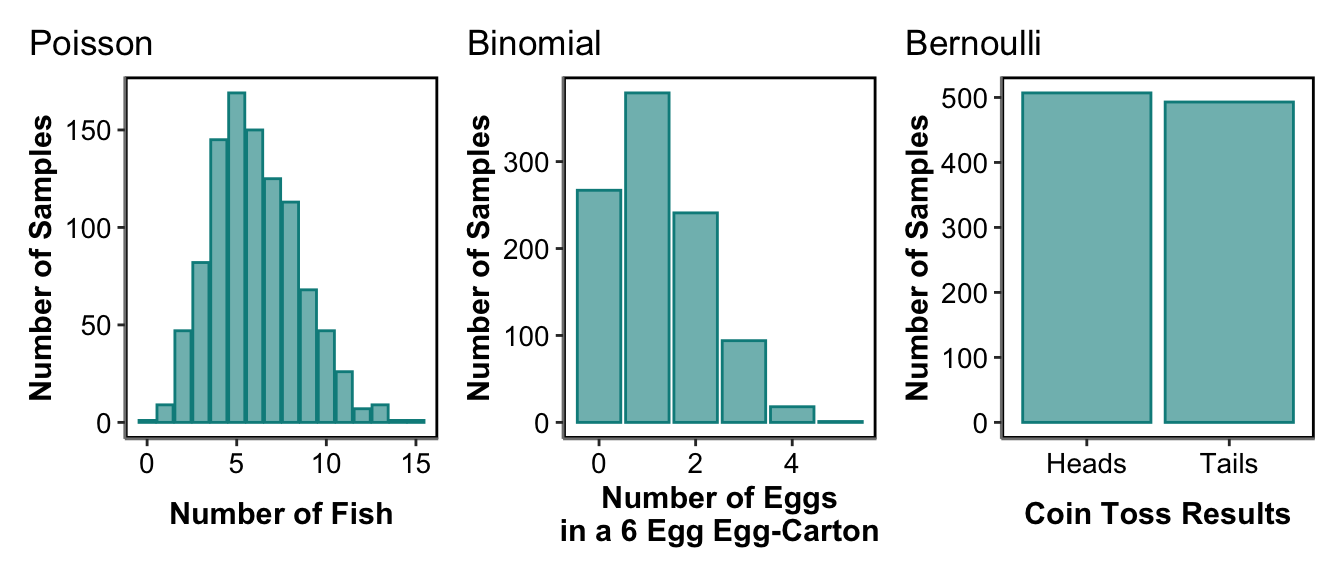 Poisson
Number of Samples
150
100
50
0
0 5 10 15
Number of Fish
Binomial
Number of Samples
300
200
100
0
0 2 4
Number of Eggs
in a 6 Egg Egg-Carton
Bernoulli
Number of Samples
500
400
300
200
100
0
Heads Tails
Coin Toss Results